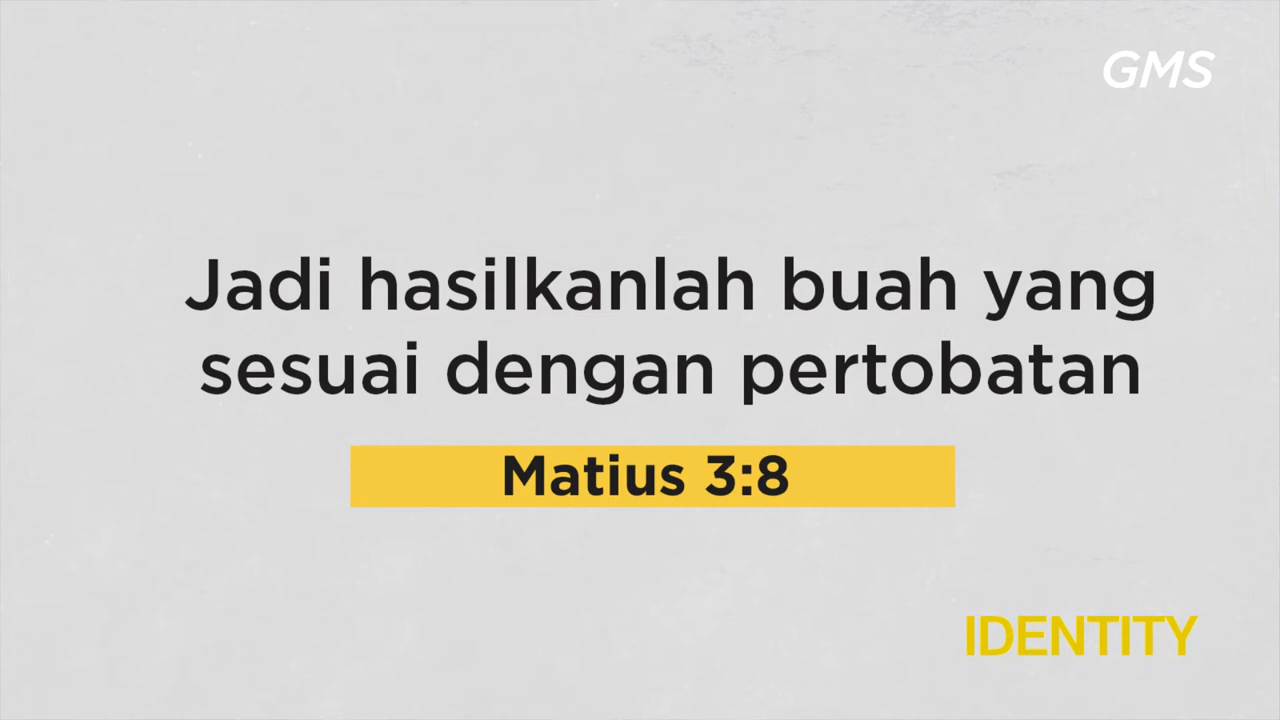 GMS
Jadi hasilkanlah buah yang
sesuai dengan pertobatan
Matius 3:8
IDENTITY